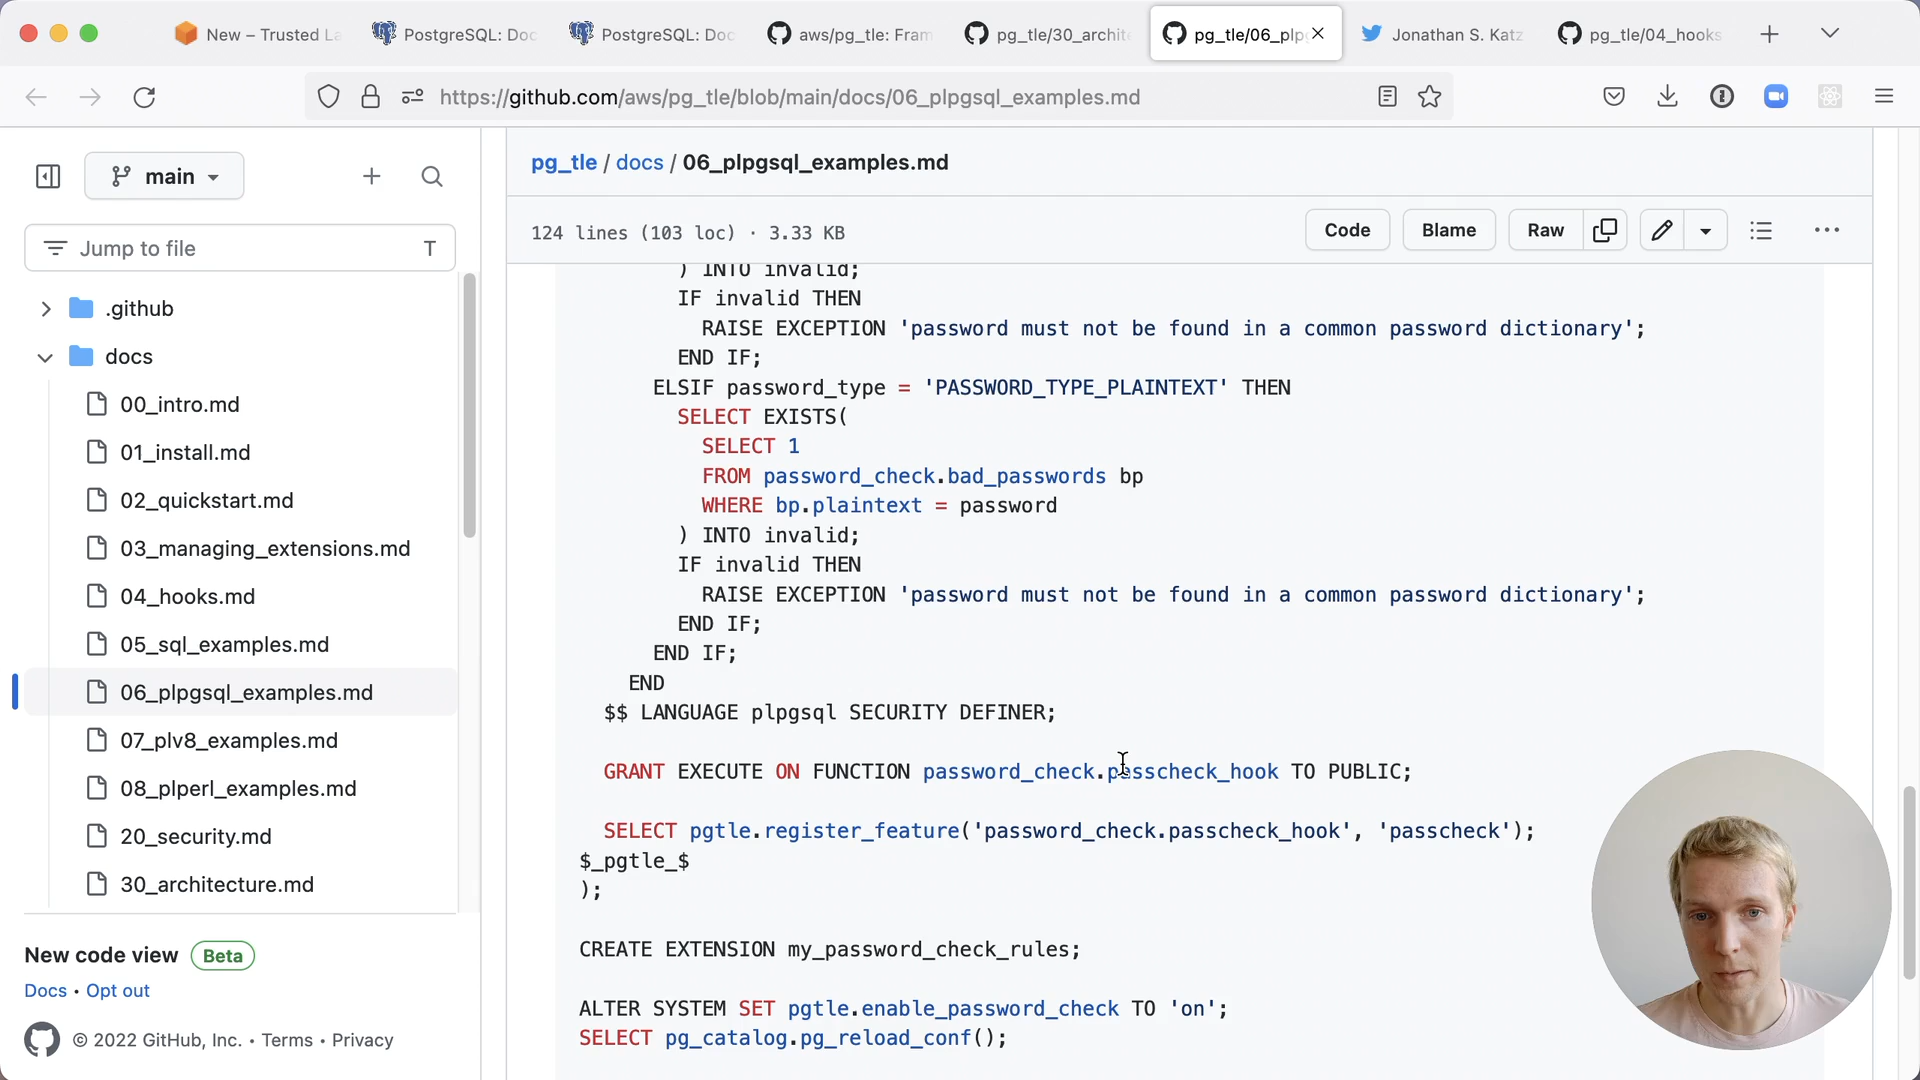 New – Trusted La
PostgreSQL: Doc
PostgreSQL: Doc
aws/pg_tle: Fram
pg_tle/30_archite
pg_tle/06_plpg
Jonathan S. Katz
pg_tle/04_hooks
https://github.com/aws/pg_tle/blob/main/docs/06_plpgsql_examples.md
main
Jump to file
T
.github
docs
00_intro.md
01_install.md
02_quickstart.md
03_managing_extensions.md
04_hooks.md
05_sql_examples.md
06_plpgsql_examples.md
07_plv8_examples.md
08_plperl_examples.md
20_security.md
30_architecture.md
New code view Beta
Docs • Opt out
© 2022 GitHub, Inc. • Terms • Privacy
pg_tle / docs / 06_plpgsql_examples.md
124 lines (103 loc) · 3.33 KB
Code
Blame
Raw
) INTO invalid;
IF invalid THEN
RAISE EXCEPTION 'password must not be found in a common password dictionary';
END IF;
ELSIF password_type = 'PASSWORD_TYPE_PLAINTEXT' THEN
SELECT EXISTS(
SELECT 1
FROM password_check.bad_passwords bp
WHERE bp.plaintext = password
) INTO invalid;
IF invalid THEN
RAISE EXCEPTION 'password must not be found in a common password dictionary';
END IF;
END IF;
END
$$ LANGUAGE plpgsql SECURITY DEFINER;
GRANT EXECUTE ON FUNCTION password_check.passcheck_hook TO PUBLIC;
SELECT pgtle.register_feature('password_check.passcheck_hook', 'passcheck');
$_pgtle_$
);
CREATE EXTENSION my_password_check_rules;
ALTER SYSTEM SET pgtle.enable_password_check TO 'on';
SELECT pg_catalog.pg_reload_conf();